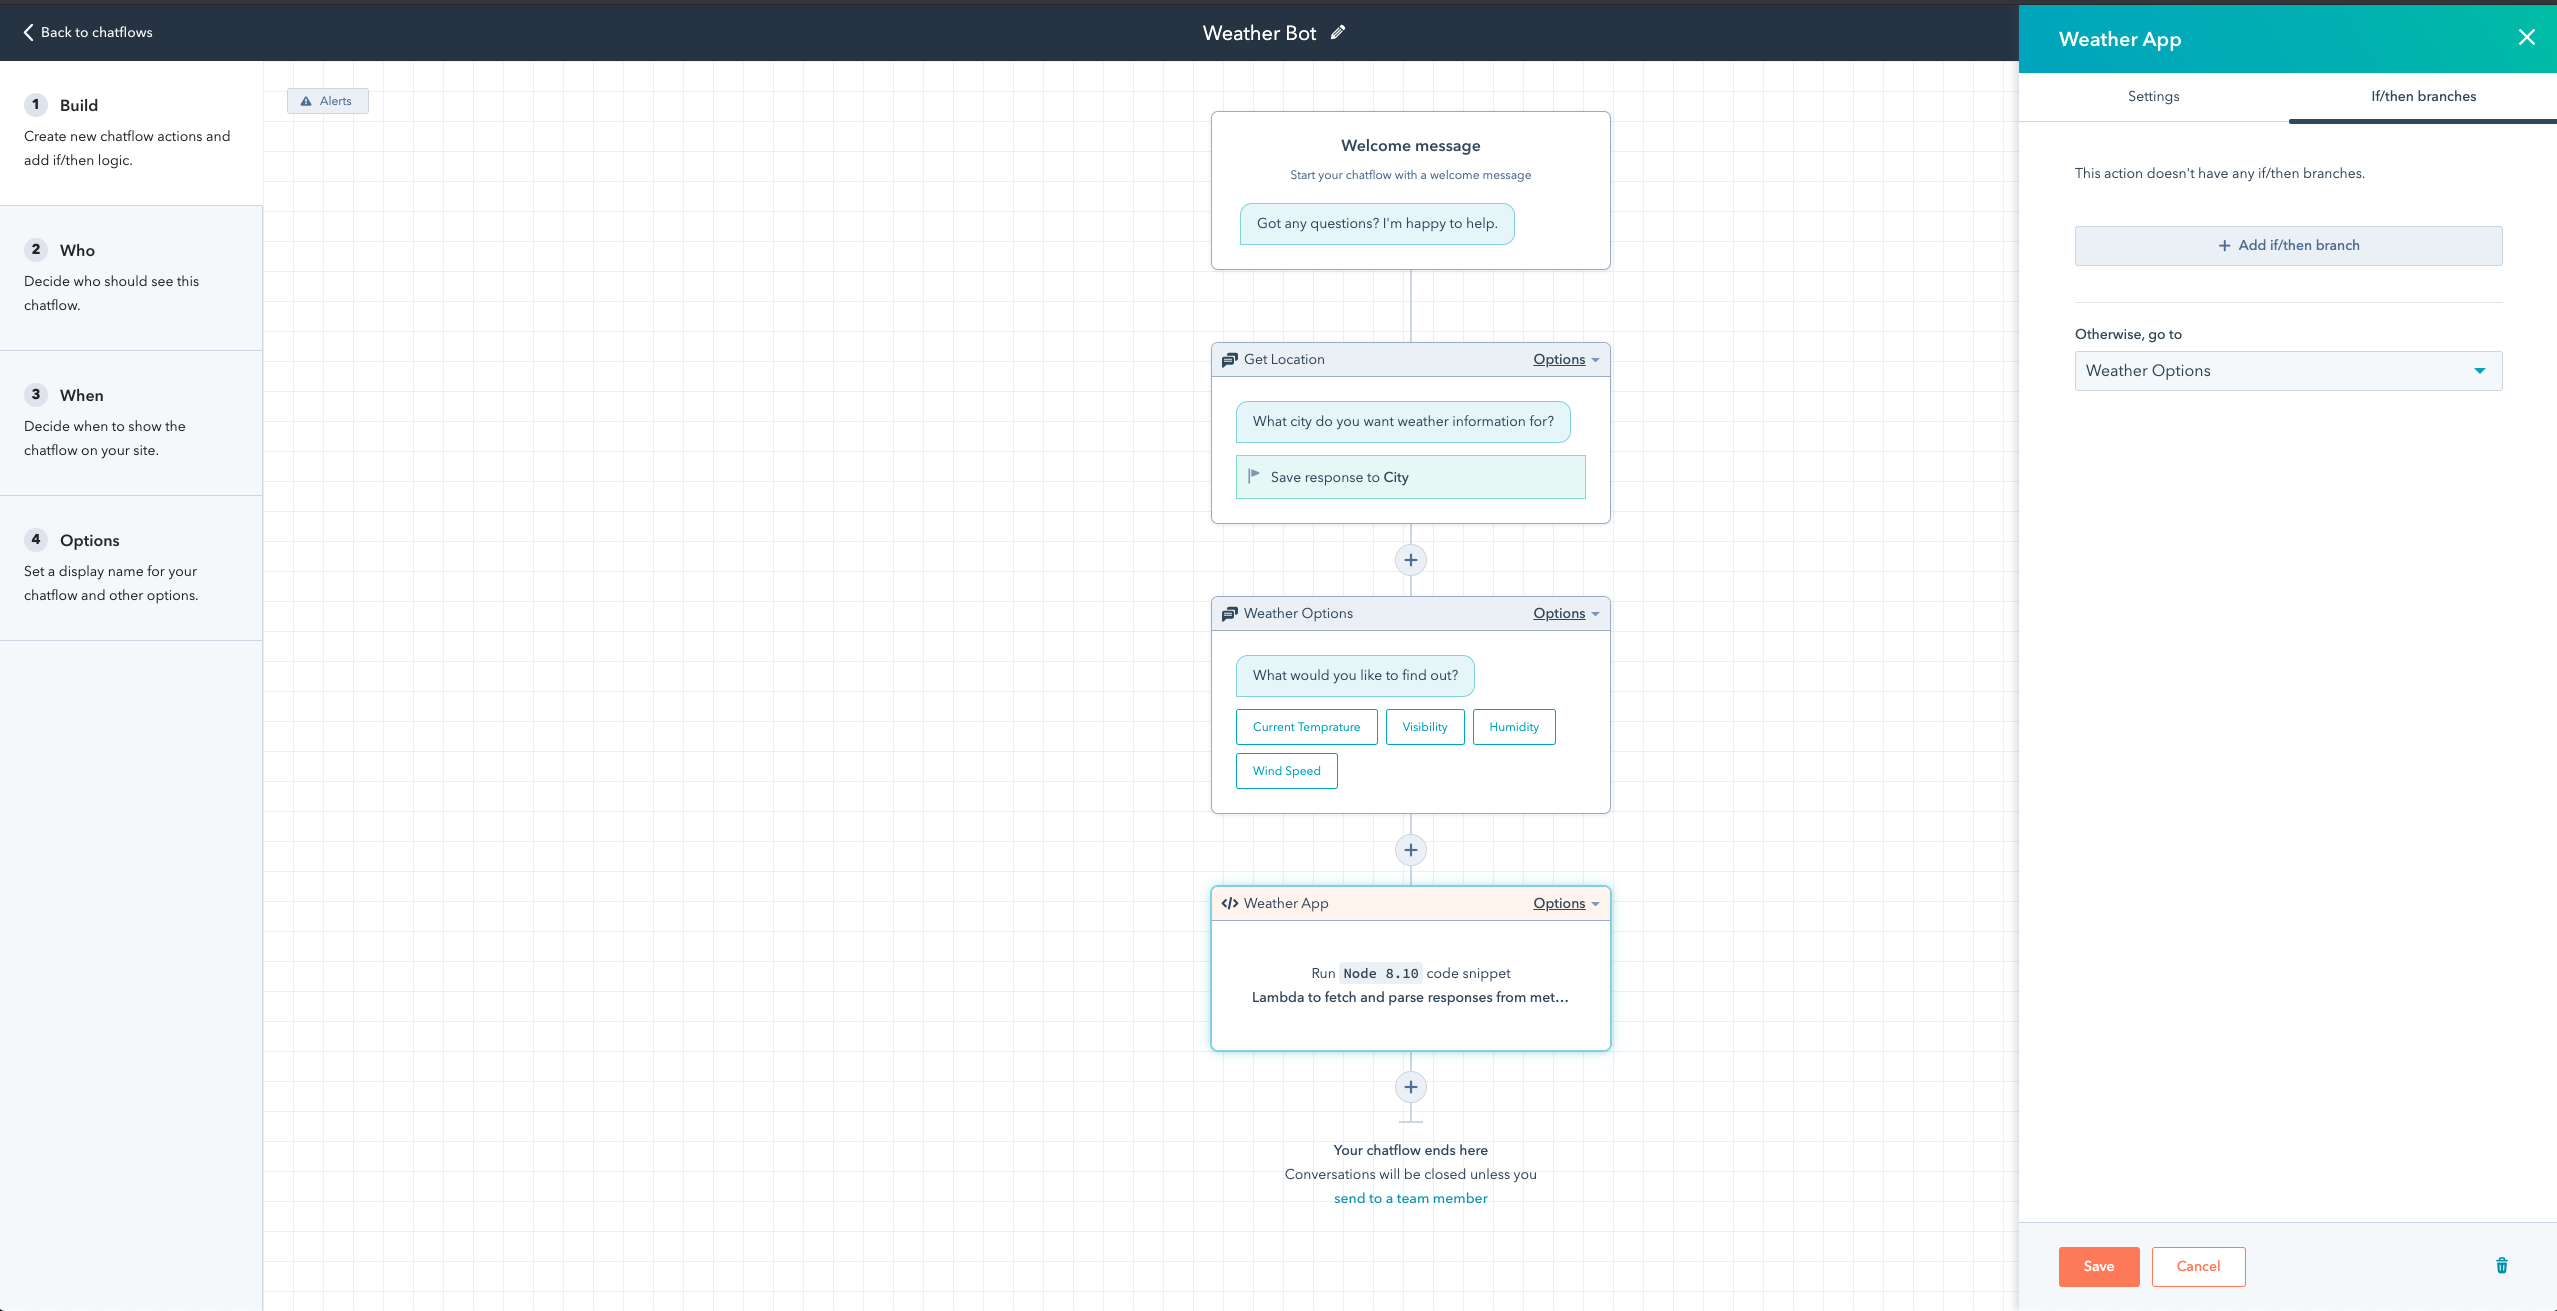 Back to chatflows
Weather Bot
1 Build
Create new chatflow actions and
add if/then logic.
2 Who
Decide who should see this
chatflow.
3 When
Decide when to show the
chatflow on your site.
4 Options
Set a display name for your
chatflow and other options.
Alerts
Welcome message
Start your chatflow with a welcome message
Got any questions? I'm happy to help.
Get Location Options
What city do you want weather information for?
Save response to City
Weather Options Options
What would you like to find out?
Current Temprature Visibility Humidity
Wind Speed
</> Weather App Options
Run Node 8.10 code snippet
Lambda to fetch and parse responses from met...
Your chatflow ends here
Conversations will be closed unless you
send to a team member
Weather App
Settings If/then branches
This action doesn't have any if/then branches.
+ Add if/then branch
Otherwise, go to
Weather Options
Save Cancel